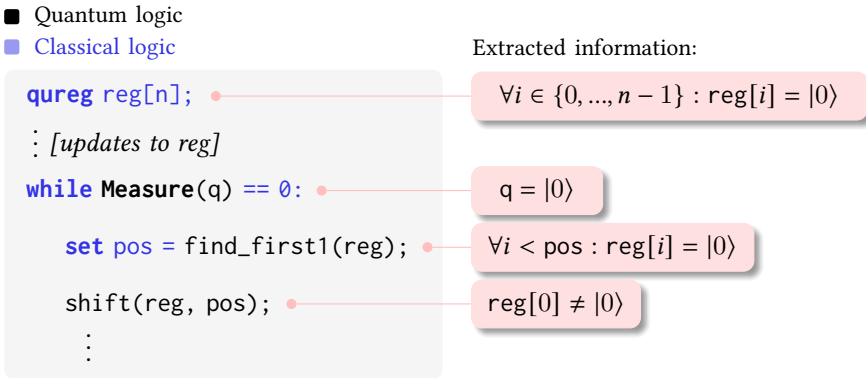 Quantum logic
Classical logic
Extracted information:
qureg reg[n];
∀i ∈ {0, ..., n − 1} : reg[i] = |0⟩
⋮ [updates to reg]
while Measure(q) == 0:
q = |0⟩
set pos = find_first1(reg);
∀i < pos : reg[i] = |0⟩
shift(reg, pos);
reg[0] ≠ |0⟩
⋮